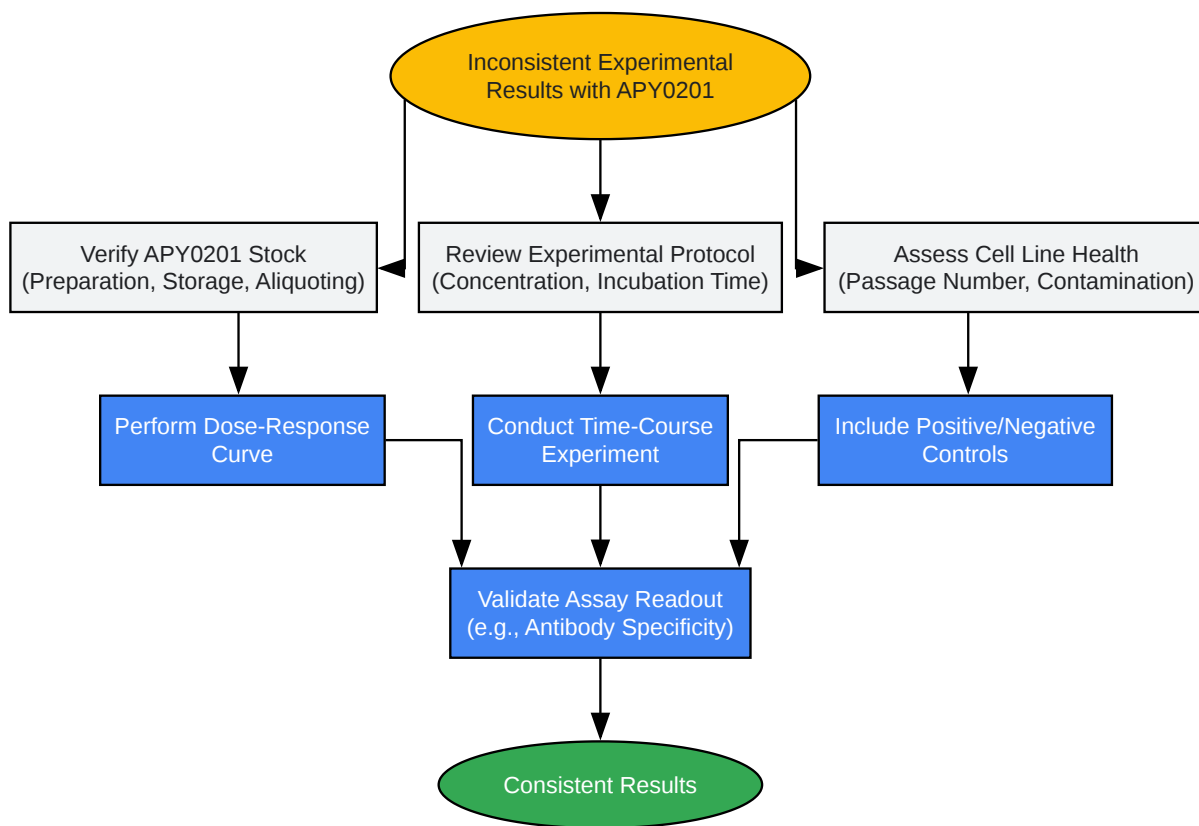 Inconsistent Experimental
Results with APY0201
Verify APY0201 Stock
(Preparation, Storage, Aliquoting)
Review Experimental Protocol
(Concentration, Incubation Time)
Assess Cell Line Health
(Passage Number, Contamination)
Perform Dose-Response
Curve
Conduct Time-Course
Experiment
Include Positive/Negative
Controls
Validate Assay Readout
(e.g., Antibody Specificity)
Consistent Results